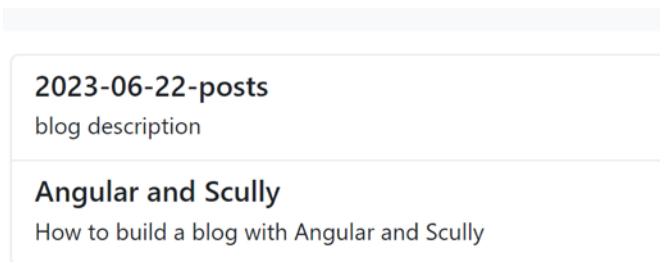 2023-06-22-posts
blog description
Angular and Scully
How to build a blog with Angular and Scully